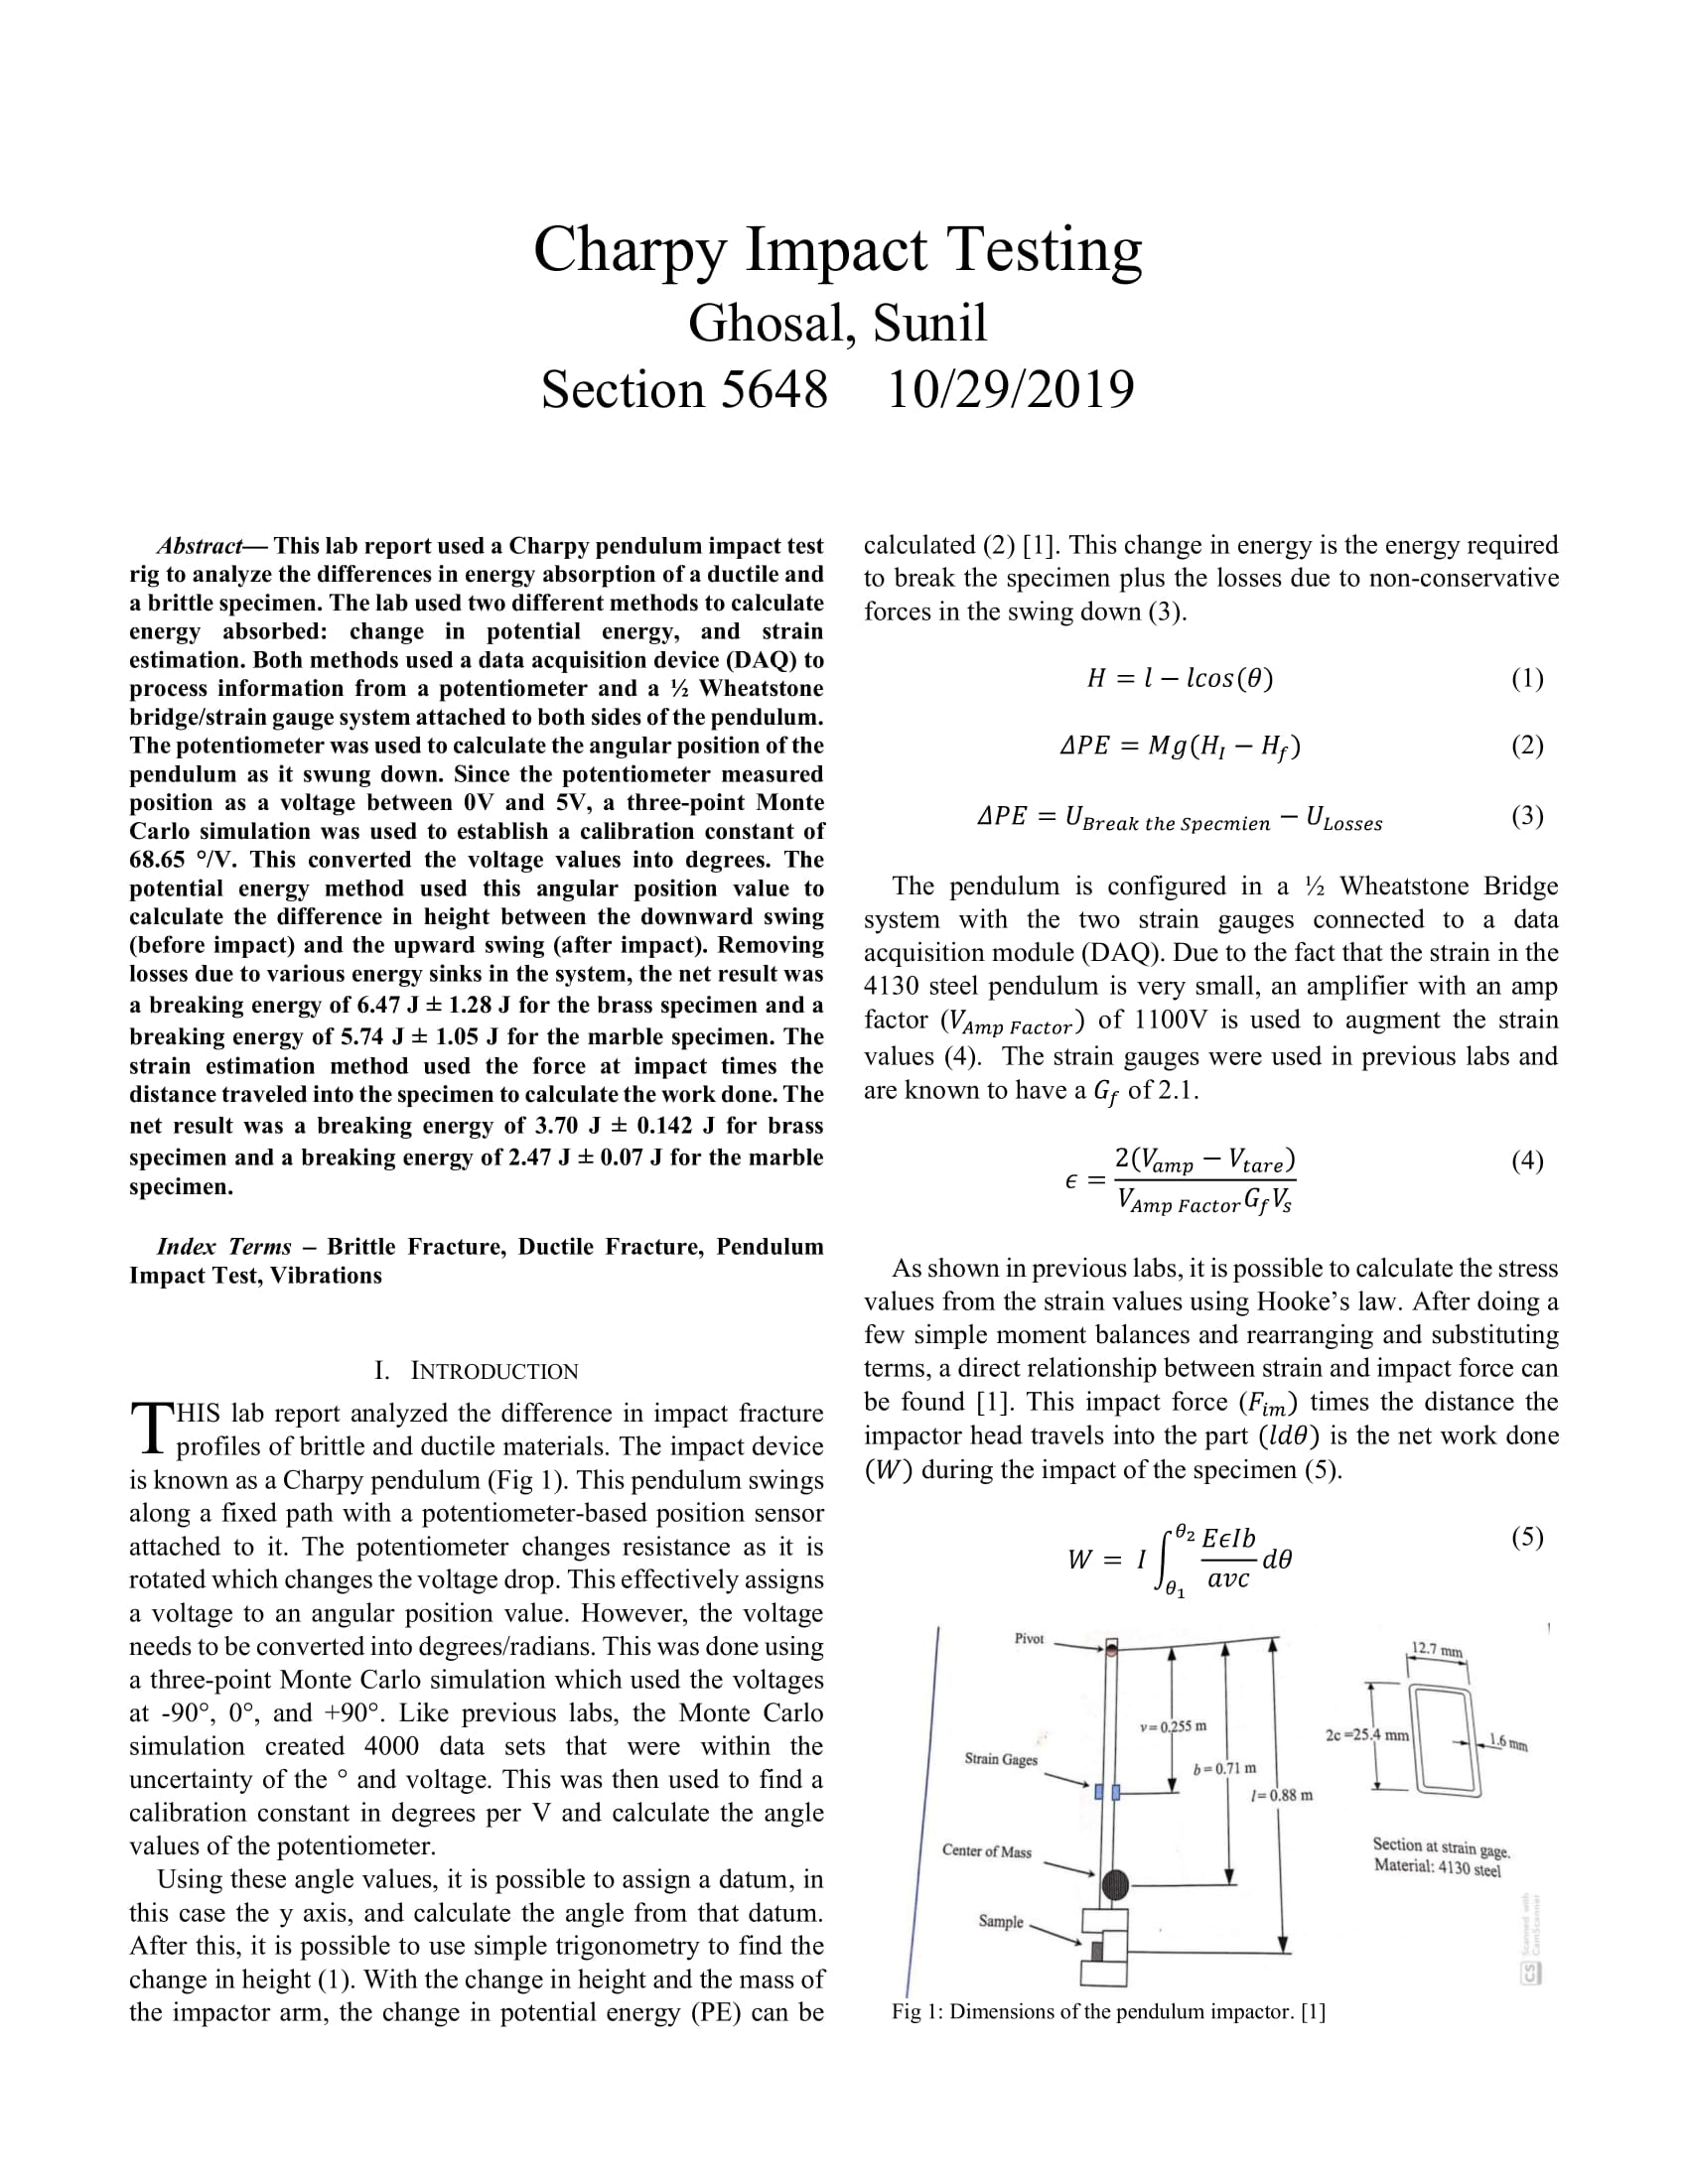 Charpy Impact Testing
Ghosal, Sunil
Section 5648 10/29/2019
Abstract— This lab report used a Charpy pendulum impact test
rig to analyze the differences in energy absorption of a ductile and
a brittle specimen. The lab used two different methods to calculate
energy absorbed: change in potential energy, and strain
estimation. Both methods used a data acquisition device (DAQ) to
process information from a potentiometer and a ½ Wheatstone
bridge/strain gauge system attached to both sides of the pendulum.
The potentiometer was used to calculate the angular position of the
pendulum as it swung down. Since the potentiometer measured
position as a voltage between 0V and 5V, a three-point Monte
Carlo simulation was used to establish a calibration constant of
68.65 °/V. This converted the voltage values into degrees. The
potential energy method used this angular position value to
calculate the difference in height between the downward swing
(before impact) and the upward swing (after impact). Removing
losses due to various energy sinks in the system, the net result was
a breaking energy of 6.47 J ± 1.28 J for the brass specimen and a
breaking energy of 5.74 J ± 1.05 J for the marble specimen. The
strain estimation method used the force at impact times the
distance traveled into the specimen to calculate the work done. The
net result was a breaking energy of 3.70 J ± 0.142 J for brass
specimen and a breaking energy of 2.47 J ± 0.07 J for the marble
specimen.
Index Terms – Brittle Fracture, Ductile Fracture, Pendulum
Impact Test, Vibrations
I. INTRODUCTION
THIS lab report analyzed the difference in impact fracture
profiles of brittle and ductile materials. The impact device
is known as a Charpy pendulum (Fig 1). This pendulum swings
along a fixed path with a potentiometer-based position sensor
attached to it. The potentiometer changes resistance as it is
rotated which changes the voltage drop. This effectively assigns
a voltage to an angular position value. However, the voltage
needs to be converted into degrees/radians. This was done using
a three-point Monte Carlo simulation which used the voltages
at -90°, 0°, and +90°. Like previous labs, the Monte Carlo
simulation created 4000 data sets that were within the
uncertainty of the ° and voltage. This was then used to find a
calibration constant in degrees per V and calculate the angle
values of the potentiometer.
Using these angle values, it is possible to assign a datum, in
this case the y axis, and calculate the angle from that datum.
After this, it is possible to use simple trigonometry to find the
change in height (1). With the change in height and the mass of
the impactor arm, the change in potential energy (PE) can be
calculated (2) [1]. This change in energy is the energy required
to break the specimen plus the losses due to non-conservative
forces in the swing down (3).
H = l − lcos(θ) (1)
ΔPE = Mg(H_I − H_f) (2)
ΔPE = U_Break the Specmien − U_Losses (3)
The pendulum is configured in a ½ Wheatstone Bridge
system with the two strain gauges connected to a data
acquisition module (DAQ). Due to the fact that the strain in the
4130 steel pendulum is very small, an amplifier with an amp
factor (V_Amp Factor) of 1100V is used to augment the strain
values (4). The strain gauges were used in previous labs and
are known to have a G_f of 2.1.
ϵ = 2(V_amp − V_tare) / V_Amp Factor G_f V_s (4)
As shown in previous labs, it is possible to calculate the stress
values from the strain values using Hooke's law. After doing a
few simple moment balances and rearranging and substituting
terms, a direct relationship between strain and impact force can
be found [1]. This impact force (F_im) times the distance the
impactor head travels into the part (ldθ) is the net work done
(W) during the impact of the specimen (5).
W = I ∫_θ1^θ2 EϵIb / avc dθ (5)
Pivot
12.7 mm
v = 0.255 m
2c =25.4 mm
1.6 mm
Strain Gages
b = 0.71 m
l = 0.88 m
Center of Mass
Section at strain gage.
Material: 4130 steel
Sample
CS Scanned with
CamScanner
Fig 1: Dimensions of the pendulum impactor. [1]